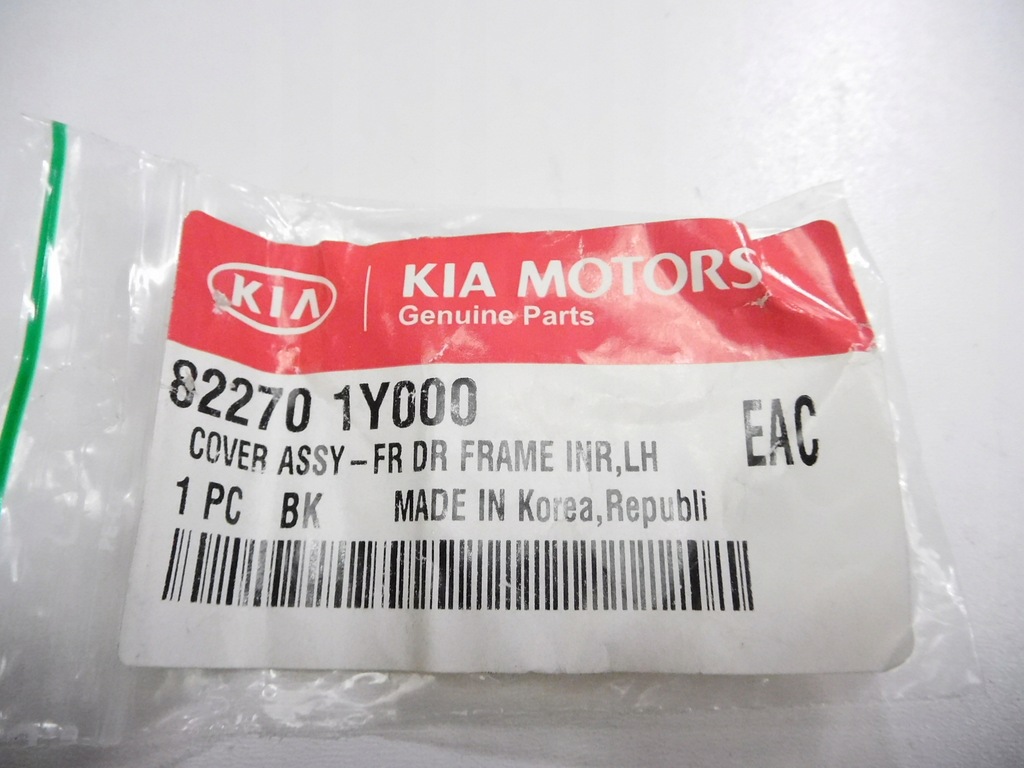 KIA
KIA MOTORS
Genuine Parts
82270 1Y000
EAC
COVER ASSY-FR DR FRAME INR,LH
1 PC BK MADE IN Korea,Republi